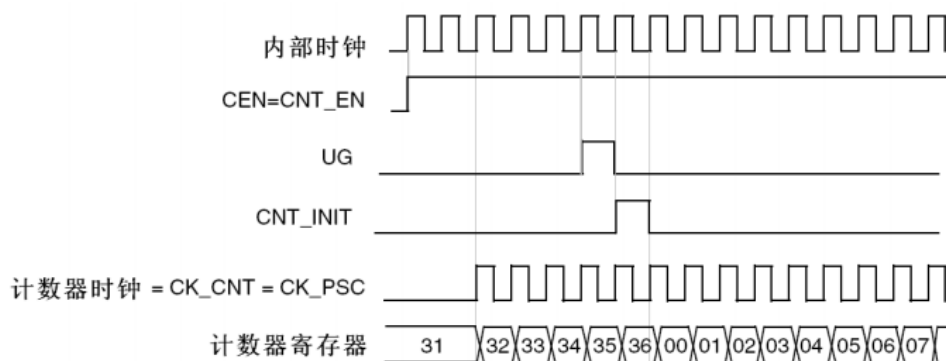 内部时钟
CEN=CNT_EN
UG
CNT_INIT
计数器时钟 = CK_CNT = CK_PSC
计数器寄存器 31 32 33 34 35 36 00 01 02 03 04 05 06 07